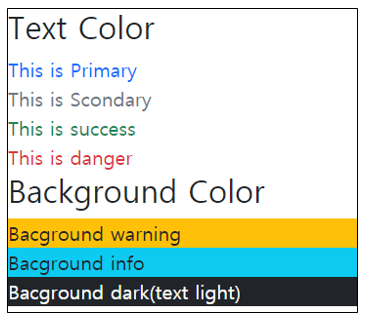 Text Color
This is Primary
This is Scondary
This is success
This is danger
Background Color
Bacground warning
Bacground info
Bacground dark(text light)